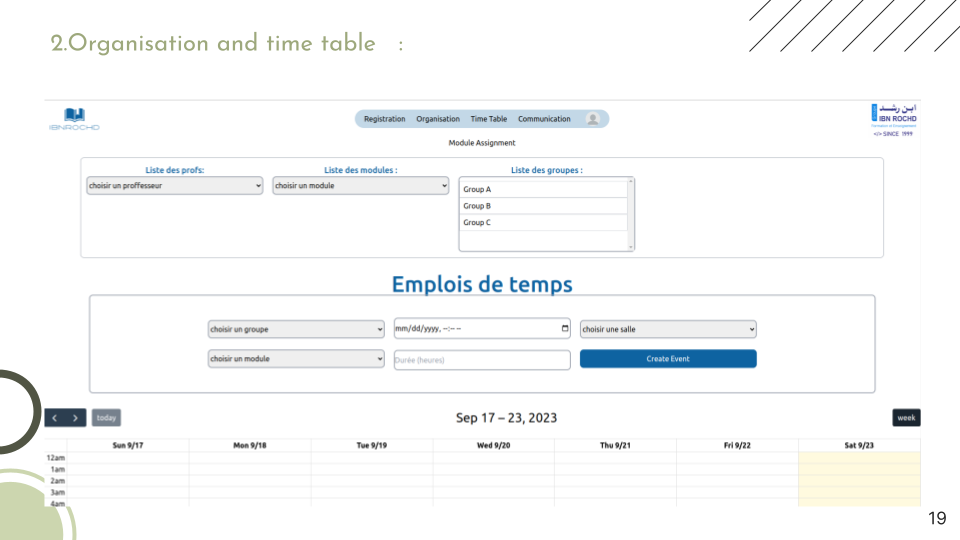 2.Organisation and time table :
IBNROCHD
Registration Organisation Time Table Communication
ابن رشد
IBN ROCHD
</> SINCE 1999
Module Assignment
Liste des profs: Liste des modules : Liste des groupes :
choisir un proffesseur choisir un module
Group A
Group B
Group C
Emplois de temps
choisir un groupe mm/dd/yyyy, --:-- -- choisir une salle
choisir un module Durée (heures) Create Event
< > today Sep 17 – 23, 2023 week
Sun 9/17 Mon 9/18 Tue 9/19 Wed 9/20 Thu 9/21 Fri 9/22 Sat 9/23
12am
1am
2am
3am
4am
19